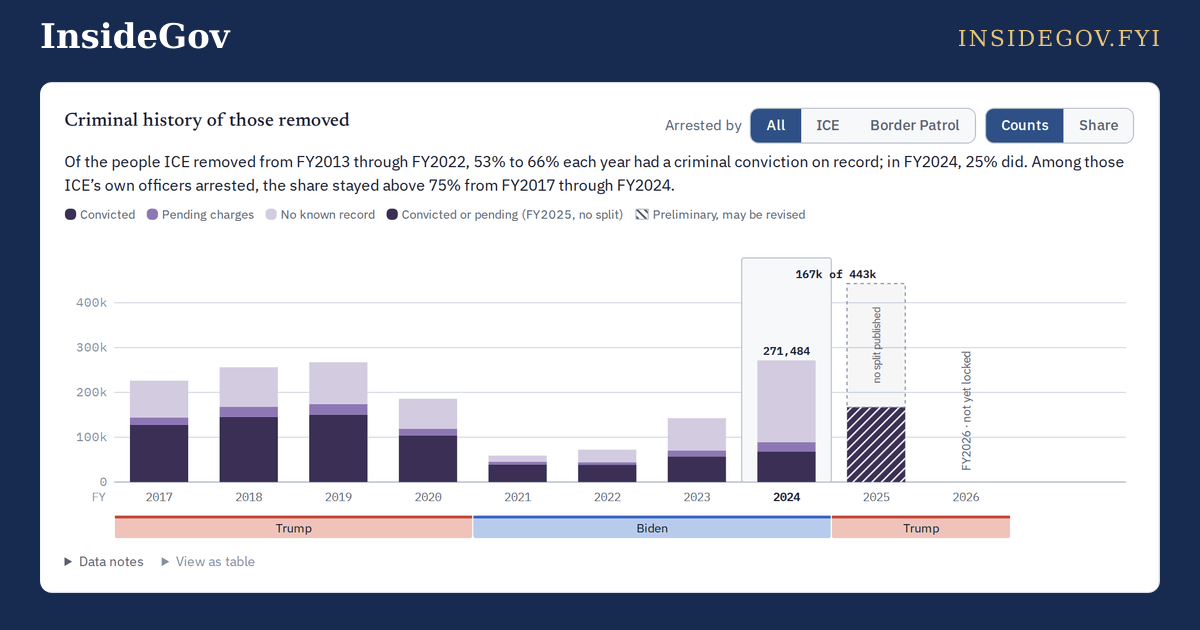 InsideGov
INSIDEGOV.FYI
Criminal history of those removed
Arrested by
All
ICE
Border Patrol
Counts
Share
Of the people ICE removed from FY2013 through FY2022, 53% to 66% each year had a criminal conviction on record; in FY2024, 25% did. Among those
ICE’s own officers arrested, the share stayed above 75% from FY2017 through FY2024.
Convicted
Pending charges
No known record
Convicted or pending (FY2025, no split)
Preliminary, may be revised
167k of 443k
400k
300k
200k
100k
0
271,484
no split published
FY2026 · not yet locked
FY
2017
2018
2019
2020
2021
2022
2023
2024
2025
2026
Trump
Biden
Trump
▶ Data notes
▶ View as table